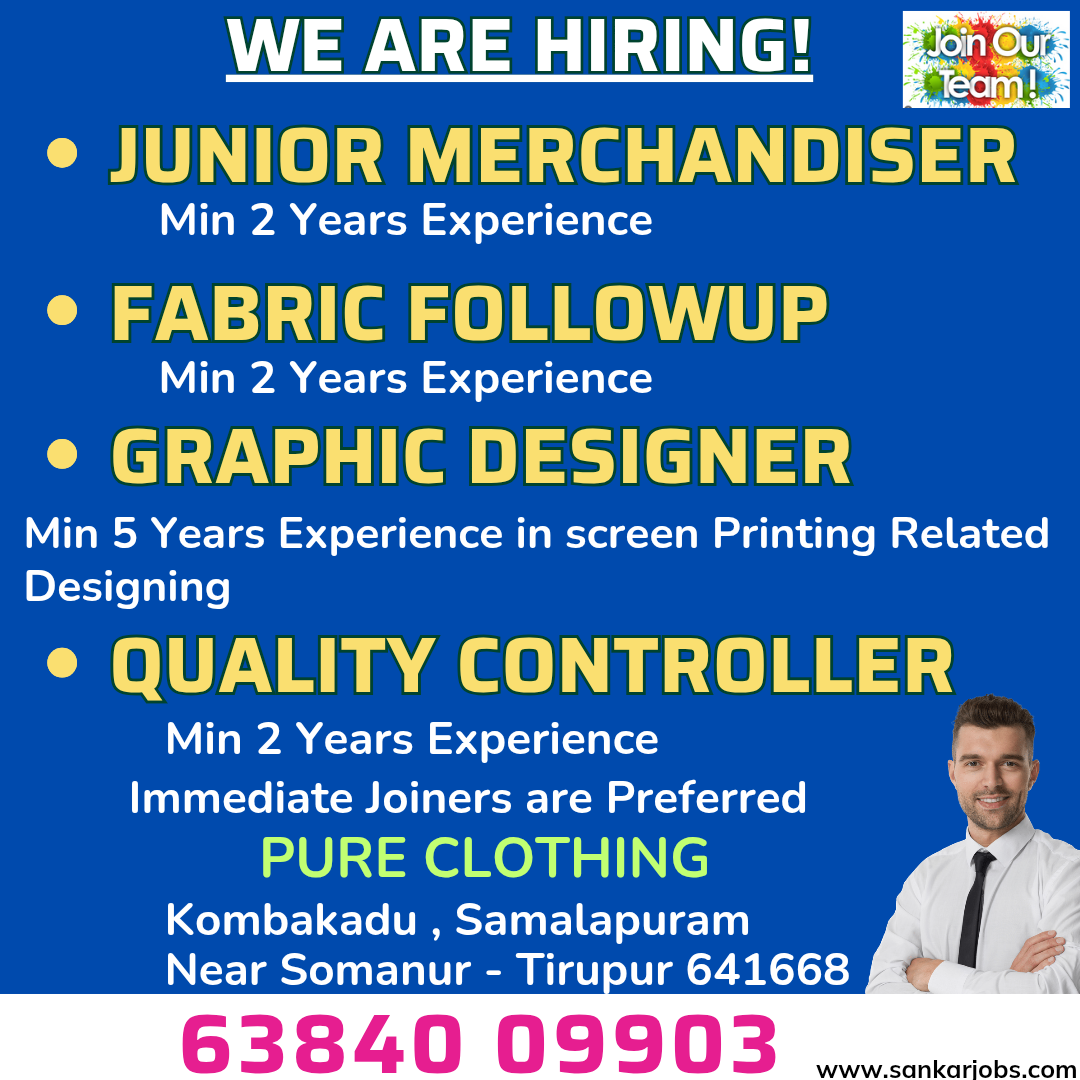 WE ARE HIRING!
Join Our
Team!
JUNIOR MERCHANDISER
Min 2 Years Experience
FABRIC FOLLOWUP
Min 2 Years Experience
GRAPHIC DESIGNER
Min 5 Years Experience in screen Printing Related
Designing
QUALITY CONTROLLER
Min 2 Years Experience
Immediate Joiners are Preferred
PURE CLOTHING
Kombakadu , Samalapuram
Near Somanur - Tirupur 641668
63840 09903
www.sankarjobs.com